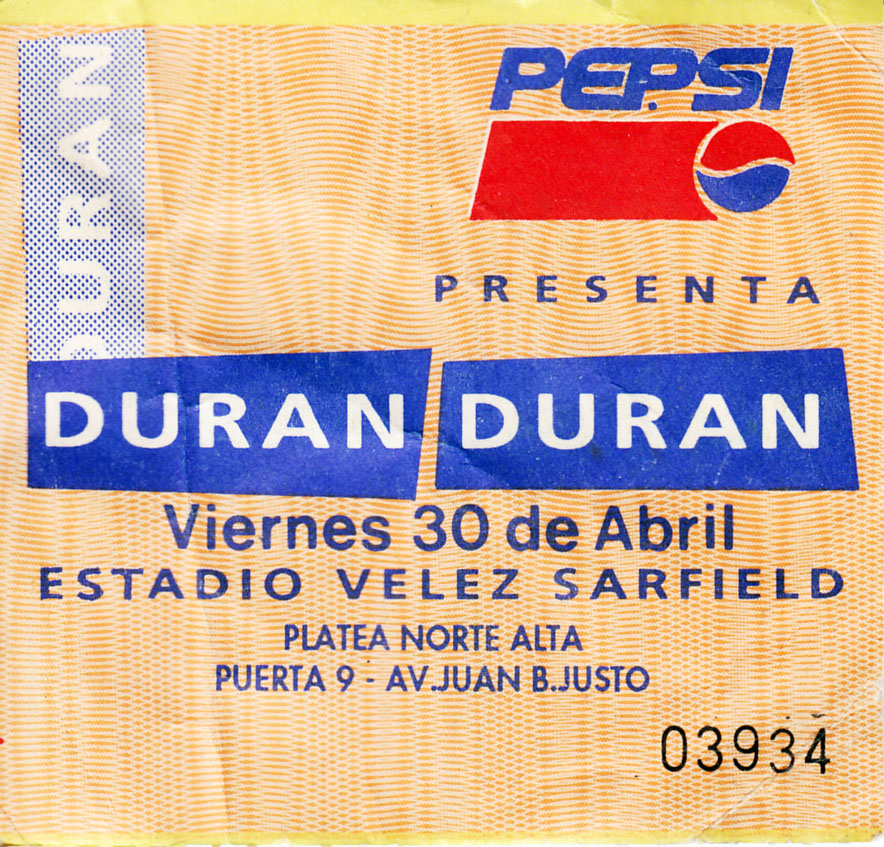 DURAN
PEPSI
PRESENTA
DURAN DURAN
Viernes 30 de Abril
ESTADIO VELEZ SARFIELD
PLATEA NORTE ALTA
PUERTA 9 - AV.JUAN B.JUSTO
03934